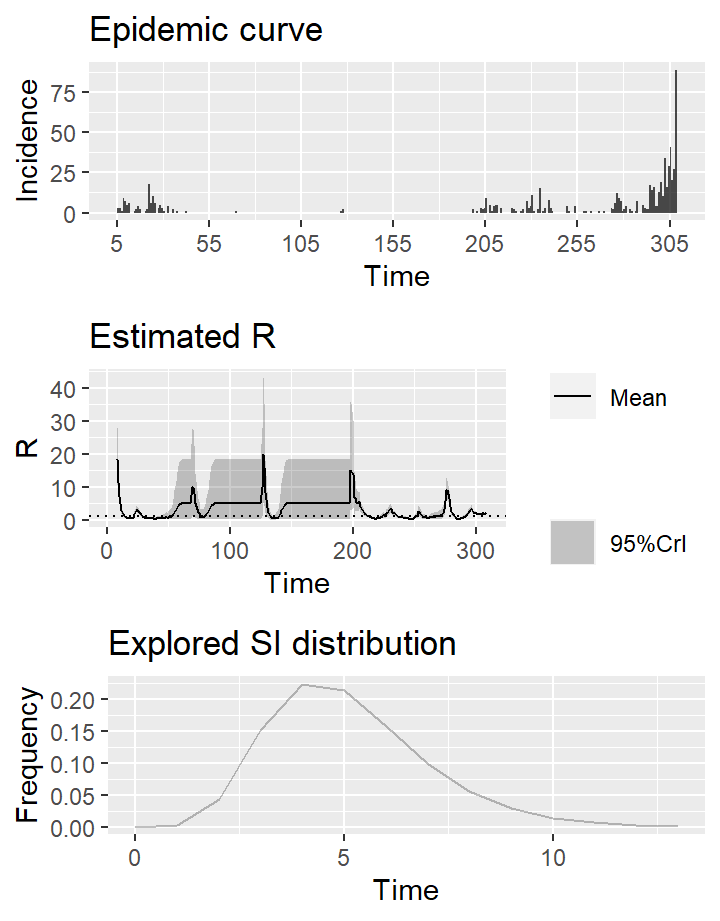 Epidemic curve
Incidence
75
50
25
0
5 55 105 155 205 255 305
Time
Estimated R
R
40
30
20
10
0
0 100 200 300
Time
Mean
95%CrI
Explored SI distribution
Frequency
0.20
0.15
0.10
0.05
0.00
0 5 10
Time